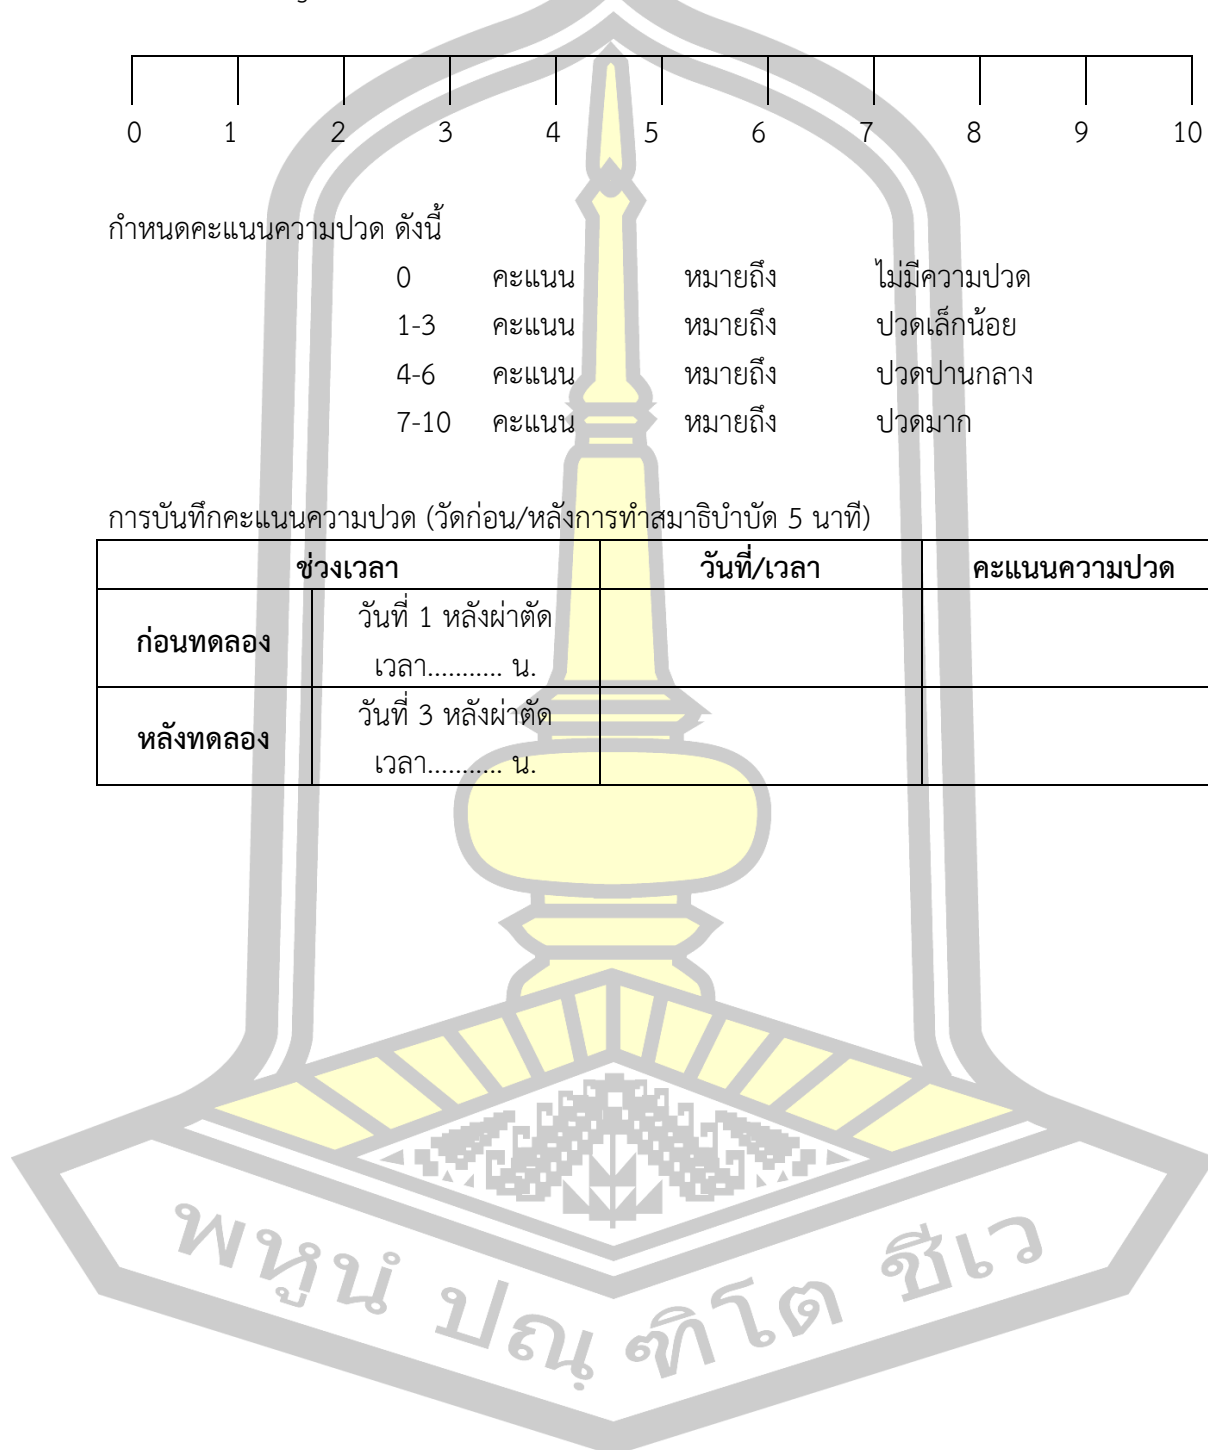 0 1 2 3 4 5 6 7 8 9 10
กำหนดคะแนนความปวด ดังนี้
0 คะแนน หมายถึง ไม่มีความปวด
1-3 คะแนน หมายถึง ปวดเล็กน้อย
4-6 คะแนน หมายถึง ปวดปานกลาง
7-10 คะแนน หมายถึง ปวดมาก
การบันทึกคะแนนความปวด (วัดก่อน/หลังการทำสมาธิบำบัด 5 นาที)
ช่วงเวลา วันที่/เวลา คะแนนความปวด
ก่อนทดลอง วันที่ 1 หลังผ่าตัด
เวลา........... น.
หลังทดลอง วันที่ 3 หลังผ่าตัด
เวลา........... น.
พหูนํ ปณฺฑิโต ชีเว